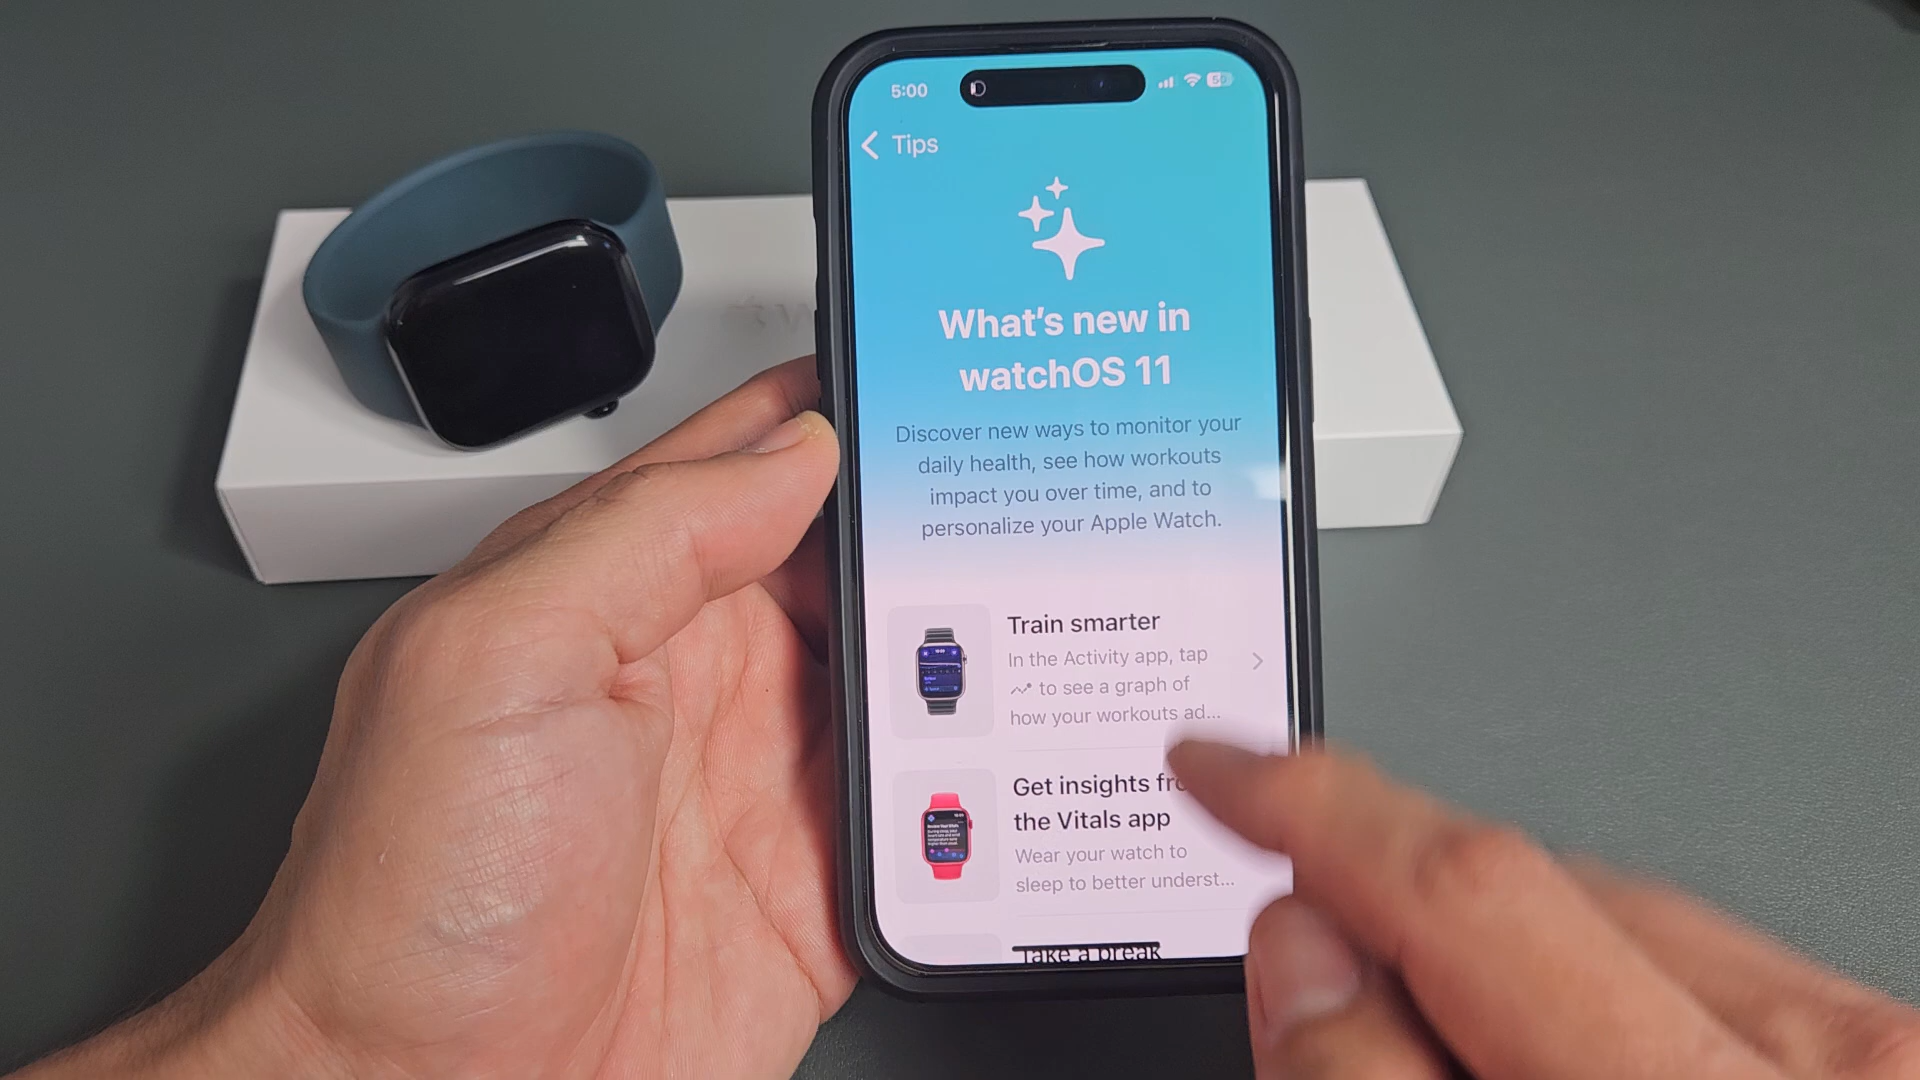 5:00
50
Tips
What's new in
watchOS 11
Discover new ways to monitor your
daily health, see how workouts
impact you over time, and to
personalize your Apple Watch.
Train smarter
In the Activity app, tap
to see a graph of
how your workouts ad...
Get insights
the Vitals app
Wear your watch to
sleep to better underst...
Take a break